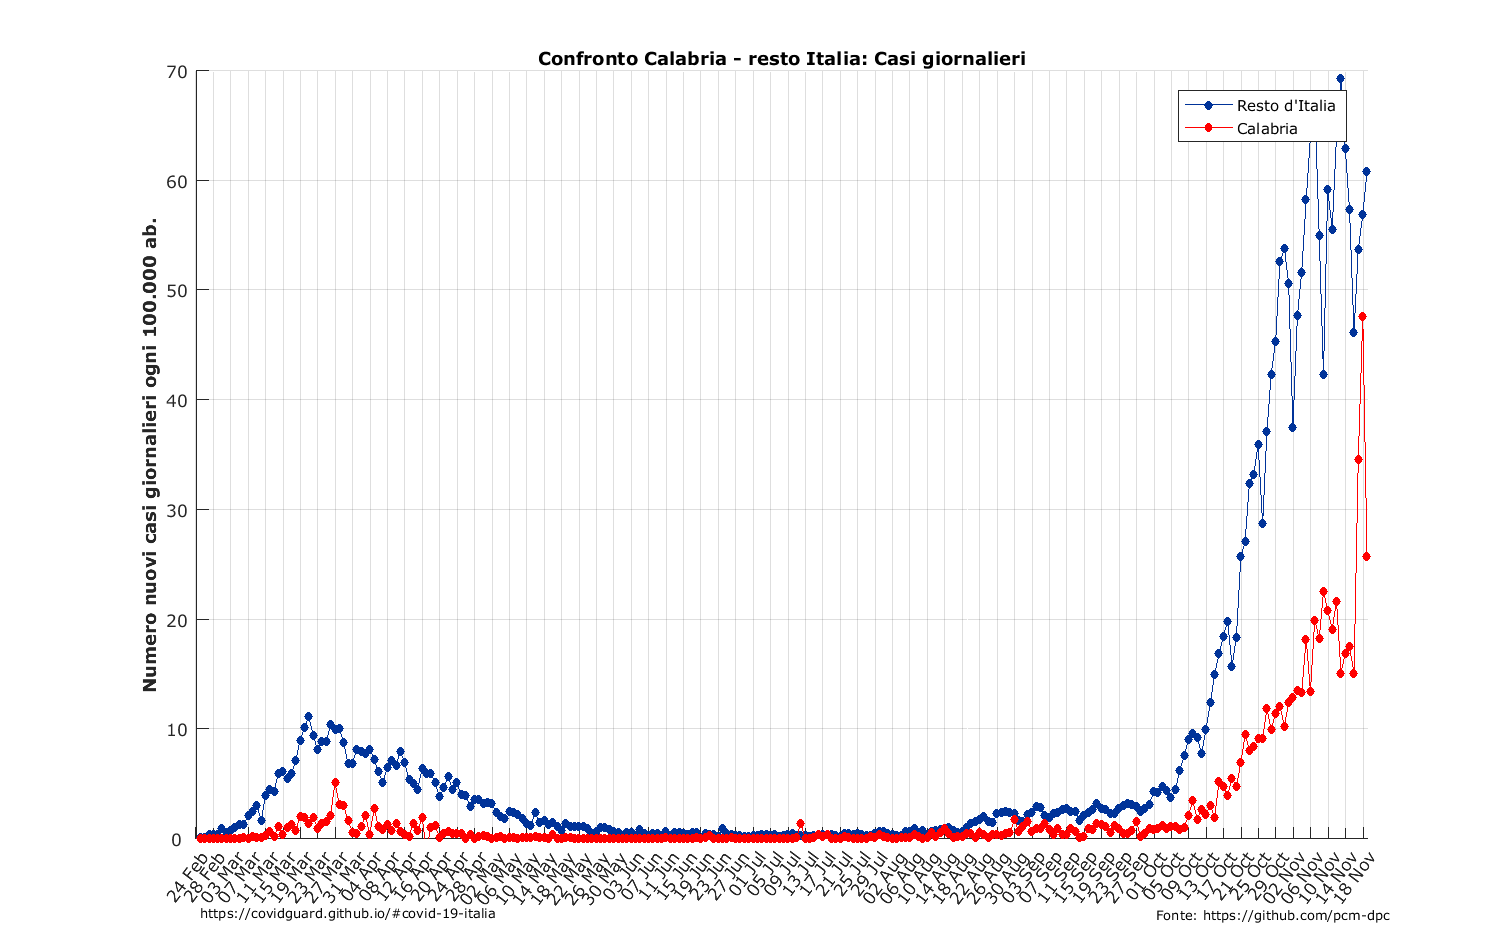 Confronto Calabria - resto Italia: Casi giornalieri
Resto d'Italia
Calabria
Numero nuovi casi giornalieri ogni 100.000 ab.
70
60
50
40
30
20
10
0
24 Feb
28 Feb
03 Mar
07 Mar
11 Mar
15 Mar
19 Mar
23 Mar
27 Mar
31 Mar
04 Apr
08 Apr
12 Apr
16 Apr
20 Apr
24 Apr
28 Apr
02 May
06 May
10 May
14 May
18 May
22 May
26 May
30 May
03 Jun
07 Jun
11 Jun
15 Jun
19 Jun
23 Jun
27 Jun
01 Jul
05 Jul
09 Jul
13 Jul
17 Jul
21 Jul
25 Jul
29 Jul
02 Aug
06 Aug
10 Aug
14 Aug
18 Aug
22 Aug
26 Aug
30 Aug
03 Sep
07 Sep
11 Sep
15 Sep
19 Sep
23 Sep
27 Sep
01 Oct
05 Oct
09 Oct
13 Oct
17 Oct
21 Oct
25 Oct
29 Oct
02 Nov
06 Nov
10 Nov
14 Nov
18 Nov
https://covidguard.github.io/#covid-19-italia
Fonte: https://github.com/pcm-dpc